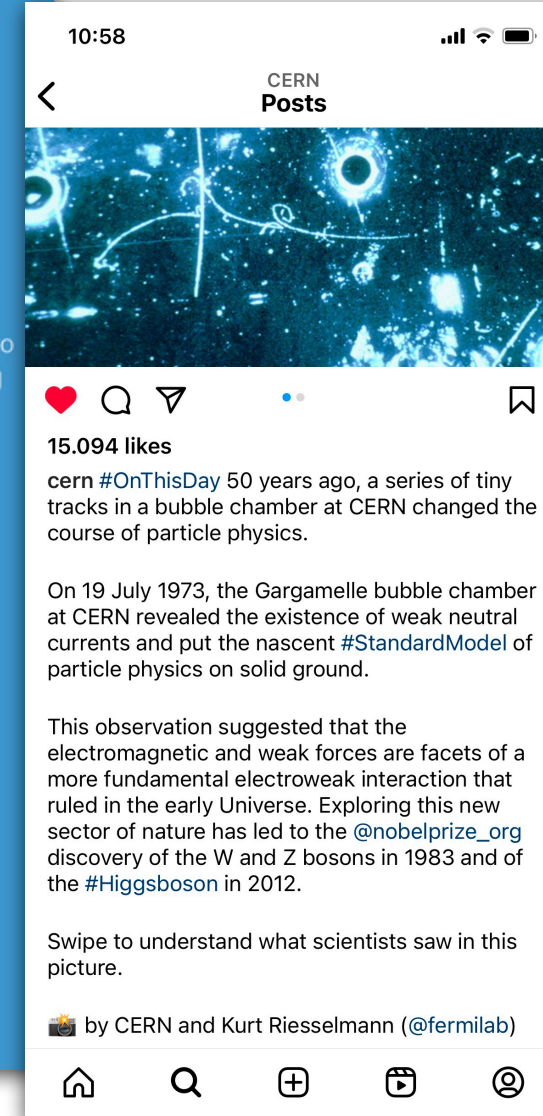 10:58
CERN
Posts
o
15.094 likes
cern #OnThisDay 50 years ago, a series of tiny
tracks in a bubble chamber at CERN changed the
course of particle physics.
On 19 July 1973, the Gargamelle bubble chamber
at CERN revealed the existence of weak neutral
currents and put the nascent #StandardModel of
particle physics on solid ground.
This observation suggested that the
electromagnetic and weak forces are facets of a
more fundamental electroweak interaction that
ruled in the early Universe. Exploring this new
sector of nature has led to the @nobelprize_org
discovery of the W and Z bosons in 1983 and of
the #Higgsboson in 2012.
Swipe to understand what scientists saw in this
picture.
📸 by CERN and Kurt Riesselmann (@fermilab)